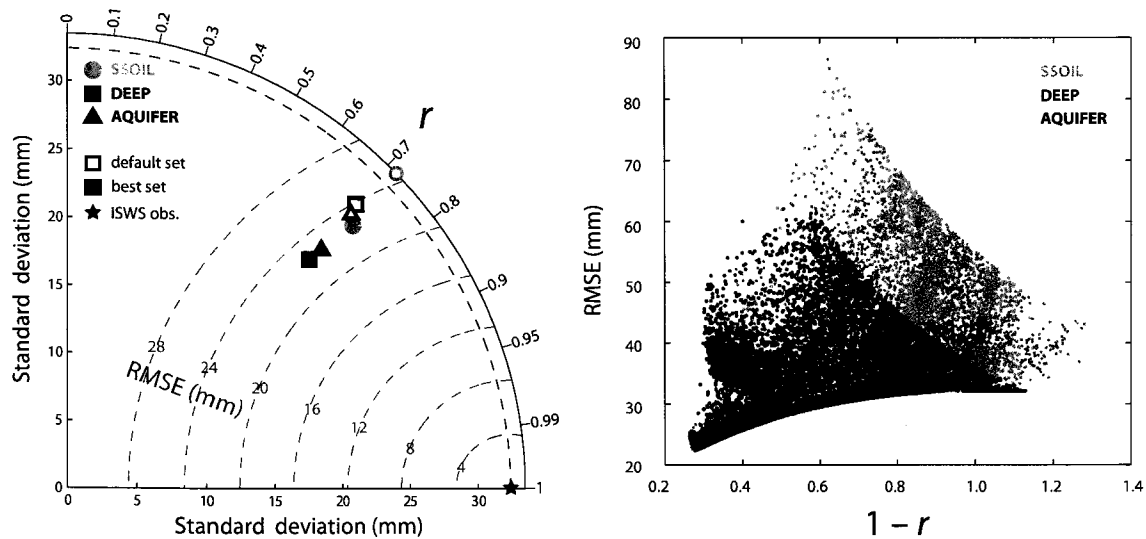 0
0.1
0.2
0.3
0.4
0.5
0.6
r
0.7
0.8
0.9
0.95
0.99
1
SSOIL
DEEP
AQUIFER
default set
best set
ISWS obs.
Standard deviation (mm)
30
25
20
15
10
5
0
28
24
20
16
12
8
4
RMSE (mm)
0 5 10 15 20 25 30
Standard deviation (mm)
90
80
70
60
50
40
30
20
RMSE (mm)
SSOIL
DEEP
AQUIFER
0.2 0.4 0.6 0.8 1.0 1.2 1.4
1 – r